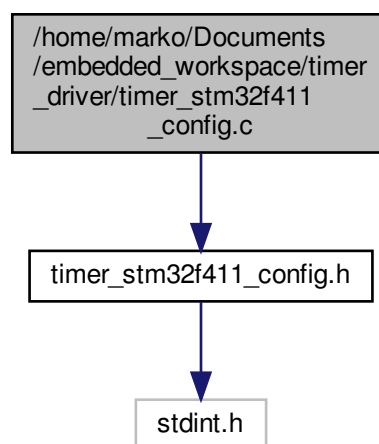 /home/marko/Documents
/embedded_workspace/timer
_driver/timer_stm32f411
_config.c
timer_stm32f411_config.h
stdint.h